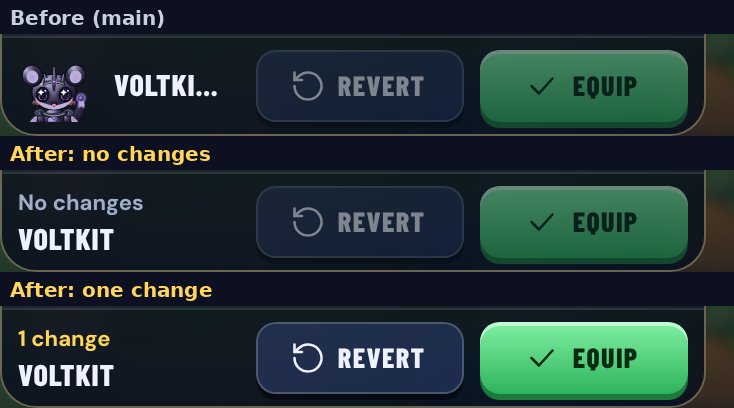 Before (main)
VOLTKI... REVERT EQUIP
After: no changes
No changes
VOLTKIT REVERT EQUIP
After: one change
1 change
VOLTKIT REVERT EQUIP